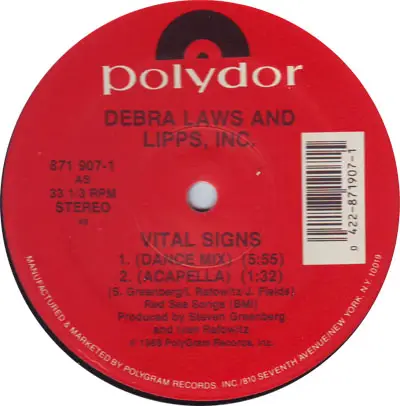 polydor
DEBRA LAWS AND
LIPPS, INC.
871 907-1
AS
33 1/3 RPM
STEREO
VITAL SIGNS
1. (DANCE MIX) (5:55)
2. (ACAPELLA) (1:32)
(S. Greenberg/I. Rafowitz/J. Fields)
Red Sea Songs (BMI)
Produced by Steven Greenberg
and Ivan Rafowitz
PolyGram Records, Inc.
0 422-871907-1
MANUFACTURED & MARKETED BY POLYGRAM RECORDS, INC./810 SEVENTH AVENUE/NEW YORK, N.Y. 10019